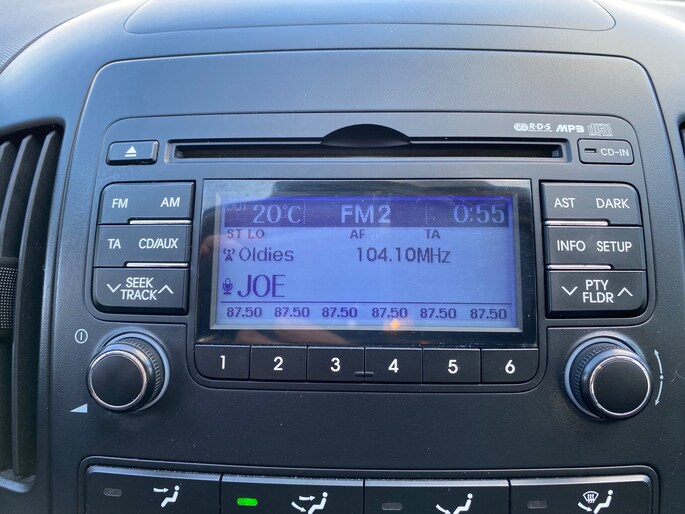 R·D·S MP3
CD-IN
FM AM
TA CD/AUX
SEEK
TRACK
OUT 20°C FM2 0:55
ST LO AF TA
Oldies 104.10MHz
JOE
87.50 87.50 87.50 87.50 87.50 87.50
AST DARK
INFO SETUP
PTY
FLDR
1 2 3 4 5 6